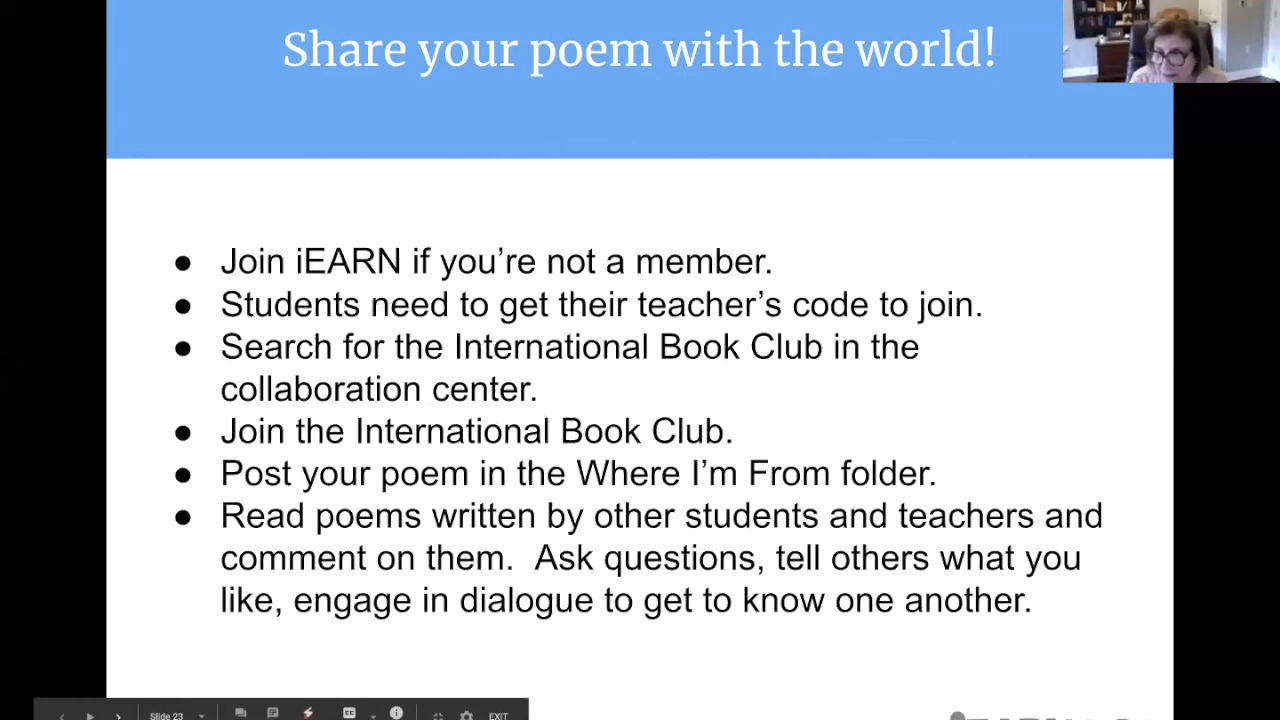 Share your poem with the world!
● Join iEARN if you’re not a member.
● Students need to get their teacher’s code to join.
● Search for the International Book Club in the
collaboration center.
● Join the International Book Club.
● Post your poem in the Where I’m From folder.
● Read poems written by other students and teachers and
comment on them.  Ask questions, tell others what you
like, engage in dialogue to get to know one another.
Slide 23
EXIT